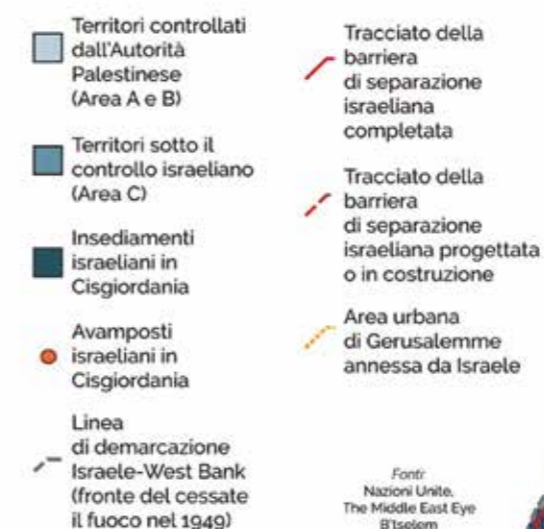 Territori controllati
dall'Autorità
Palestinese
(Area A e B)
Territori sotto il
controllo israeliano
(Area C)
Insediamenti
israeliani in
Cisgiordania
Avamposti
israeliani in
Cisgiordania
Linea
di demarcazione
Israele-West Bank
(fronte del cessate
il fuoco nel 1949)
Tracciato della
barriera
di separazione
israeliana
completata
Tracciato della
barriera
di separazione
israeliana progettata
o in costruzione
Area urbana
di Gerusalemme
annessa da Israele
Fonti:
Nazioni Unite,
The Middle East Eye
B'Tselem